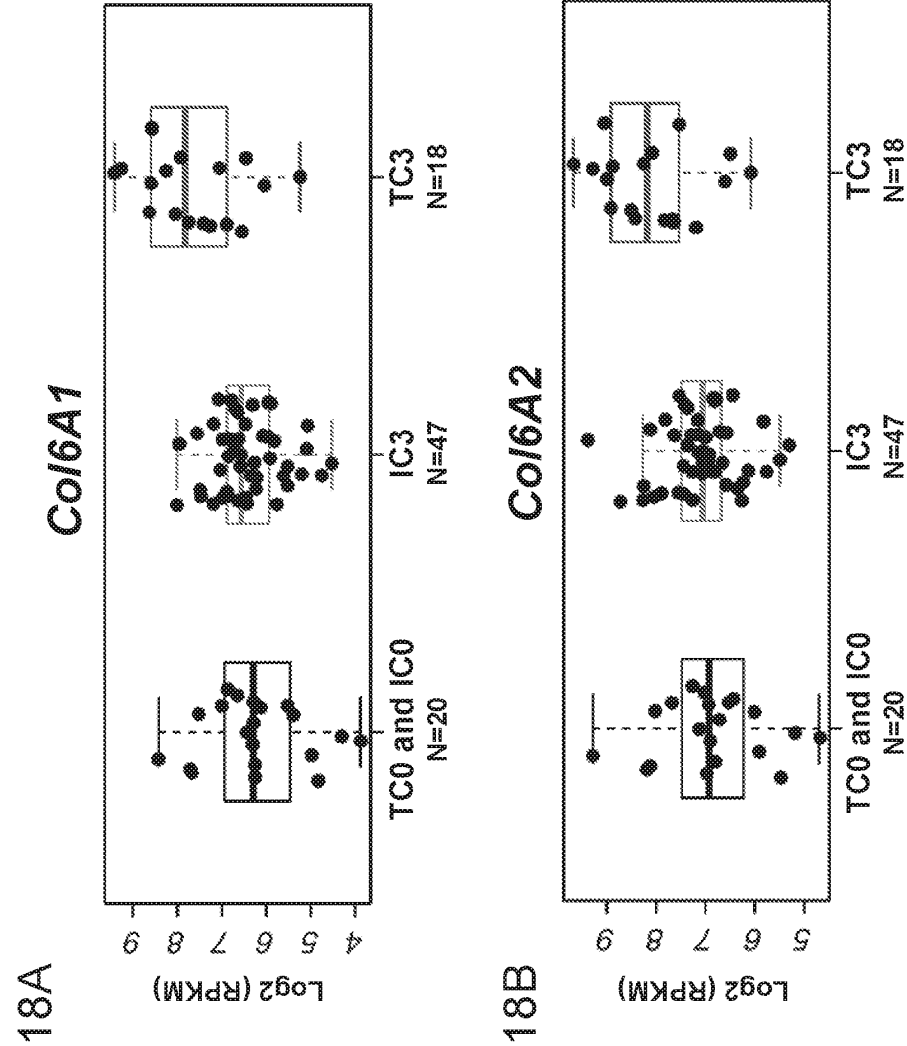 18A
Col6A1
Log2 (RPKM)
9
8
7
6
5
4
TC0 and IC0
N=20
IC3
N=47
TC3
N=18
18B
Col6A2
Log2 (RPKM)
9
8
7
6
5
TC0 and IC0
N=20
IC3
N=47
TC3
N=18